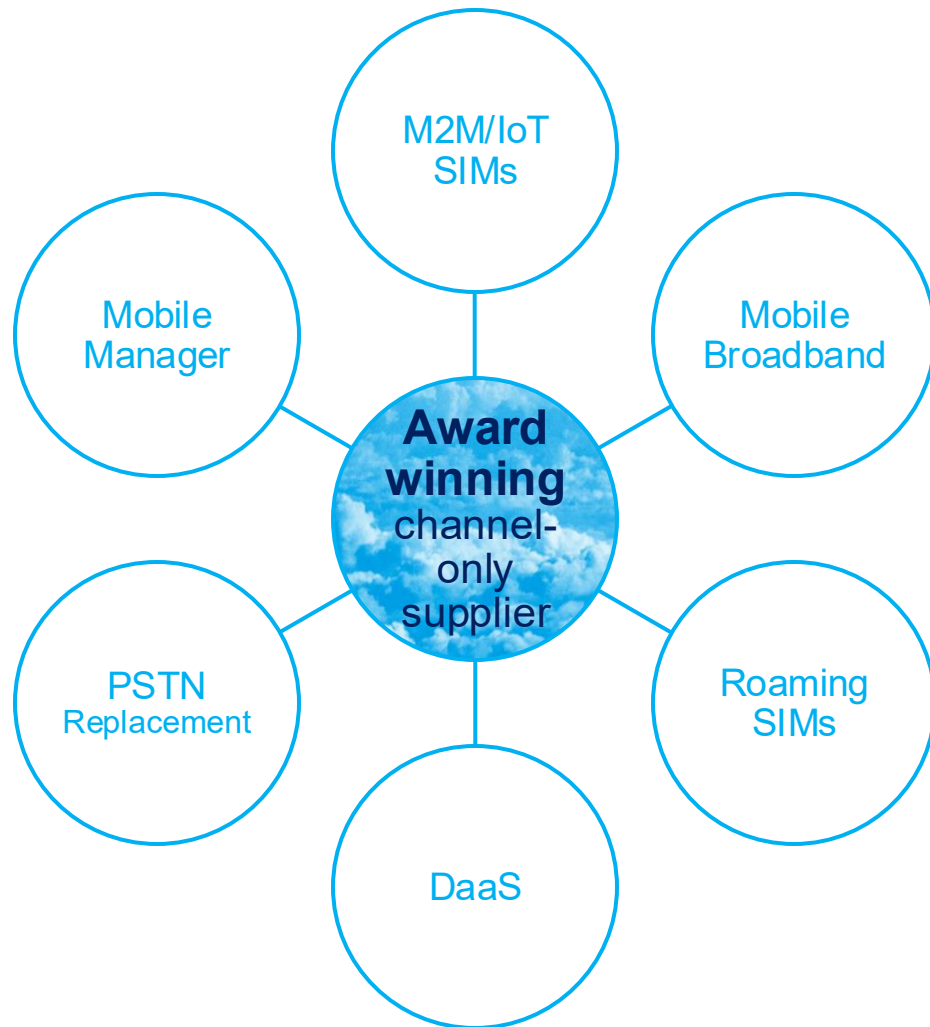 M2M/IoT
SIMs
Mobile
Manager
Mobile
Broadband
Award
winning
channel-
only
supplier
PSTN
Replacement
Roaming
SIMs
DaaS